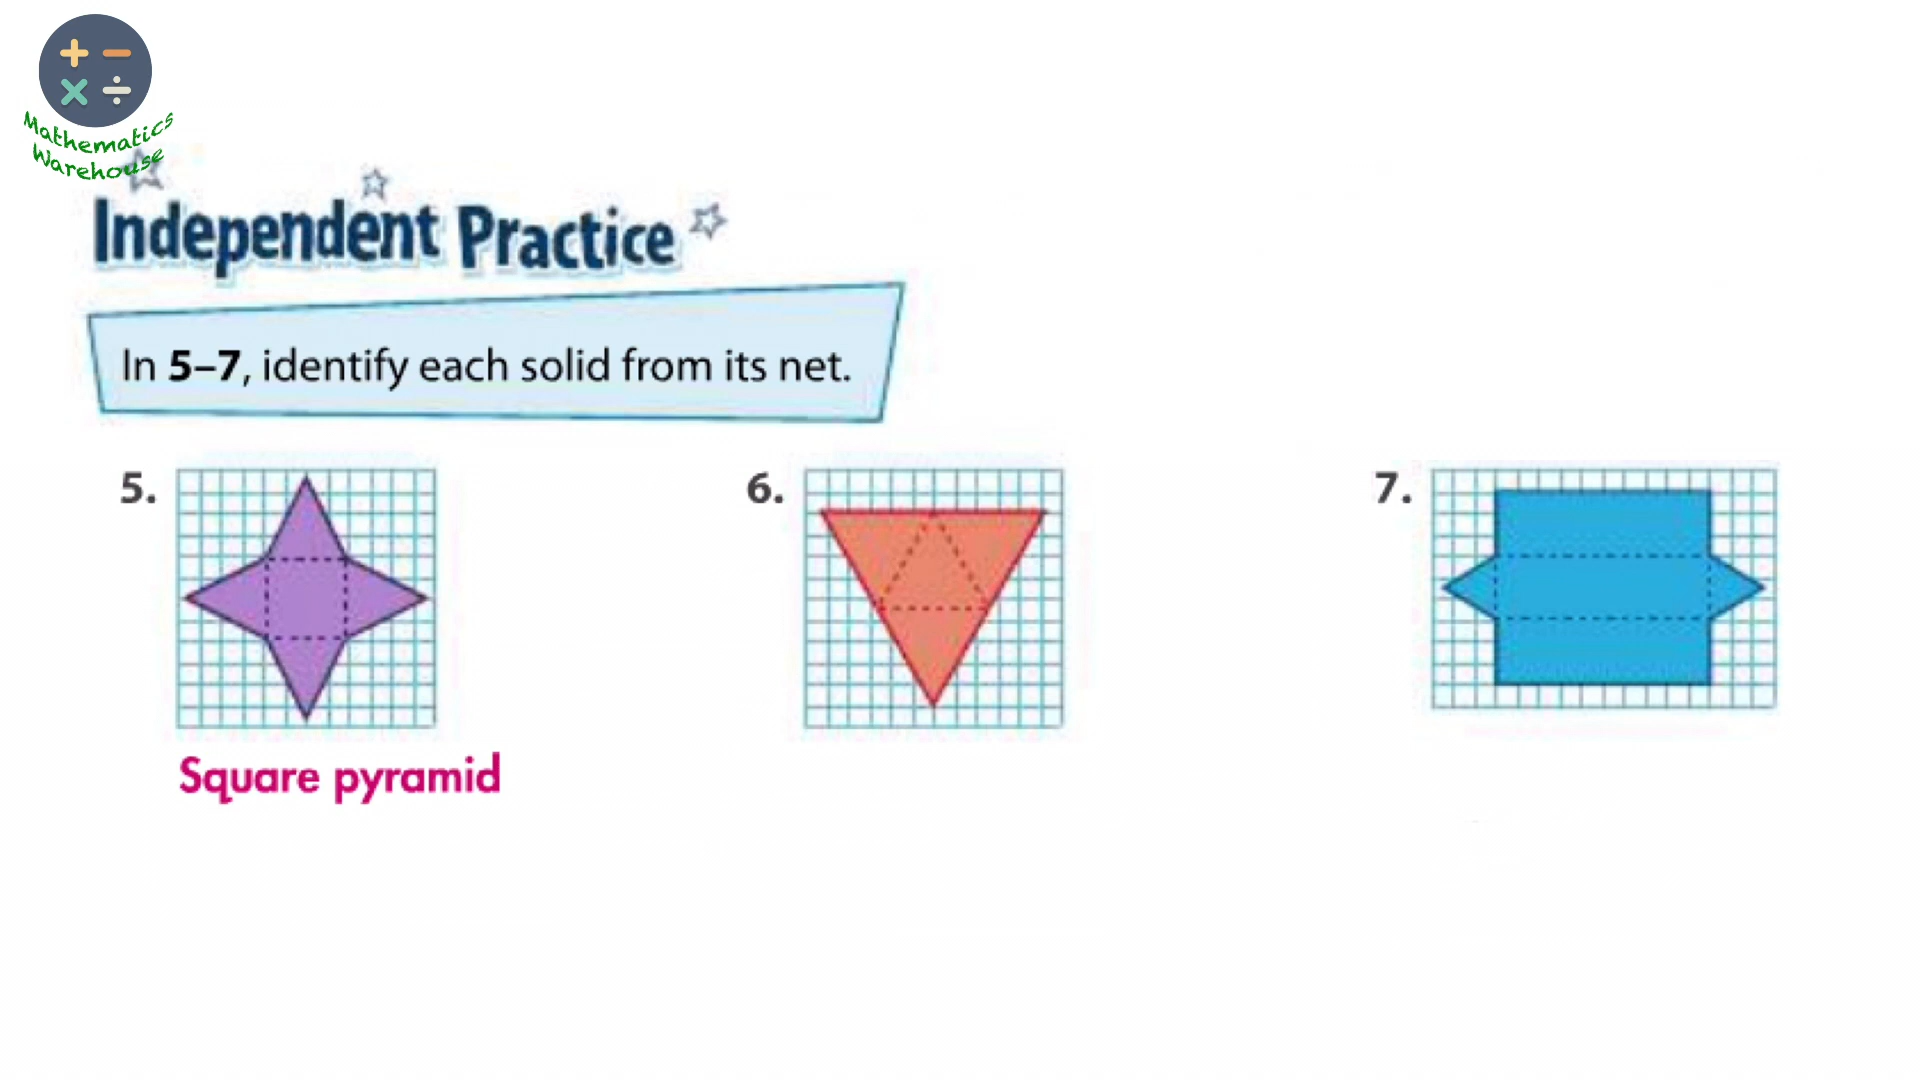 Mathematics
Warehouse
Independent Practice
In 5–7, identify each solid from its net.
5.
6.
7.
Square pyramid